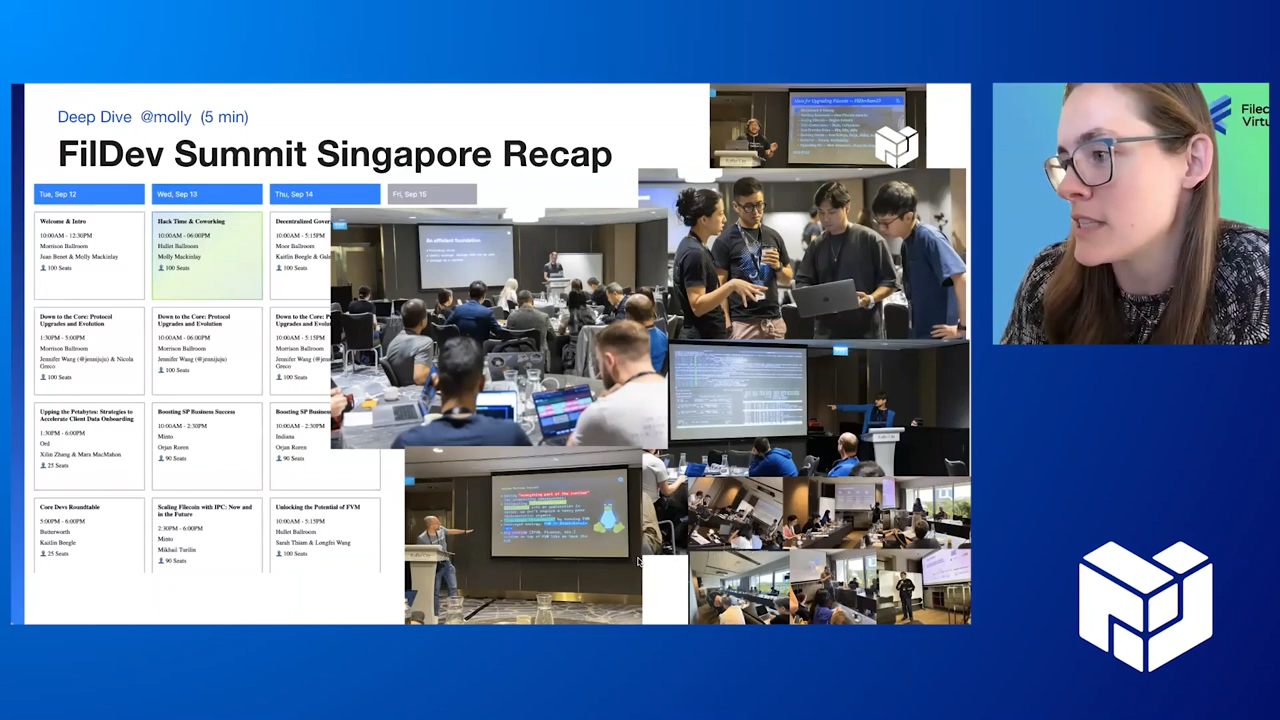 Deep Dive @molly (5 min)
FilDev Summit Singapore Recap
Tue, Sep 12
Wed, Sep 13
Thu, Sep 14
Fri, Sep 15
Welcome & Intro
10:00AM - 12:30PM
Morrison Ballroom
Juan Benet & Molly Mackinlay
100 Seats
Hack Time & Coworking
10:00AM - 06:00PM
Hullet Ballroom
Molly Mackinlay
100 Seats
Decentralized Gover
10:00AM - 5:15PM
Moor Ballroom
Kaitlin Beegle &
100 Seats
Down to the Core: Protocol
Upgrades and Evolution
1:30PM - 5:00PM
Morrison Ballroom
Jennifer Wang (@jennijuju) & Nicola
Greco
100 Seats
Down to the Core: Protocol
Upgrades and Evolution
10:00AM - 06:00PM
Morrison Ballroom
Jennifer Wang (@jennijuju)
100 Seats
Down to the Core:
Upgrades and Evolu
10:00AM - 5:15PM
Morrison Ballroom
Jennifer Wang (@jenn
Greco
100 Seats
Upping the Petabytes: Strategies to
Accelerate Client Data Onboarding
1:30PM - 6:00PM
Ord
Xilin Zhang & Mara MacMahon
25 Seats
Boosting SP Business Success
10:00AM - 2:30PM
Minto
Orjan Roren
90 Seats
Boosting SP Busines
10:00AM - 2:30PM
Indiana
Orjan Roren
90 Seats
Core Devs Roundtable
5:00PM - 6:00PM
Butterworth
Kaitlin Beegle
25 Seats
Scaling Filecoin with IPC: Now and
in the Future
2:30PM - 6:00PM
Minto
Mikhail Turilin
90 Seats
Unlocking the Potential of FVM
10:00AM - 5:15PM
Hullet Ballroom
Sarah Thiam & Longfei Wang
100 Seats
An efficient foundation
Ideas for Upgrading Filecoin
Filec
Virtu